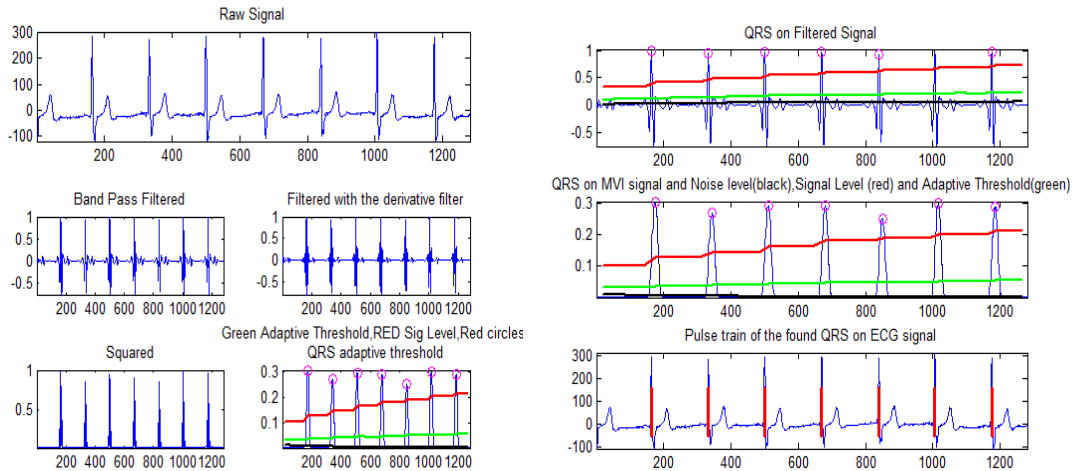 Raw Signal
300
200
100
0
-100
200 400 600 800 1000 1200
Band Pass Filtered
1
0.5
0
-0.5
200 400 600 800 1000 1200
Filtered with the derivative filter
1
0.5
0
-0.5
200 400 600 800 1000 1200
Squared
1
0.5
200 400 600 800 1000 1200
Green Adaptive Threshold,RED Sig Level,Red circles
QRS adaptive threshold
0.3
0.2
0.1
200 400 600 800 1000 1200
QRS on Filtered Signal
1
0.5
0
-0.5
200 400 600 800 1000 1200
QRS on MVI signal and Noise level(black),Signal Level (red) and Adaptive Threshold(green)
0.3
0.2
0.1
200 400 600 800 1000 1200
Pulse train of the found QRS on ECG signal
300
200
100
0
-100
200 400 600 800 1000 1200